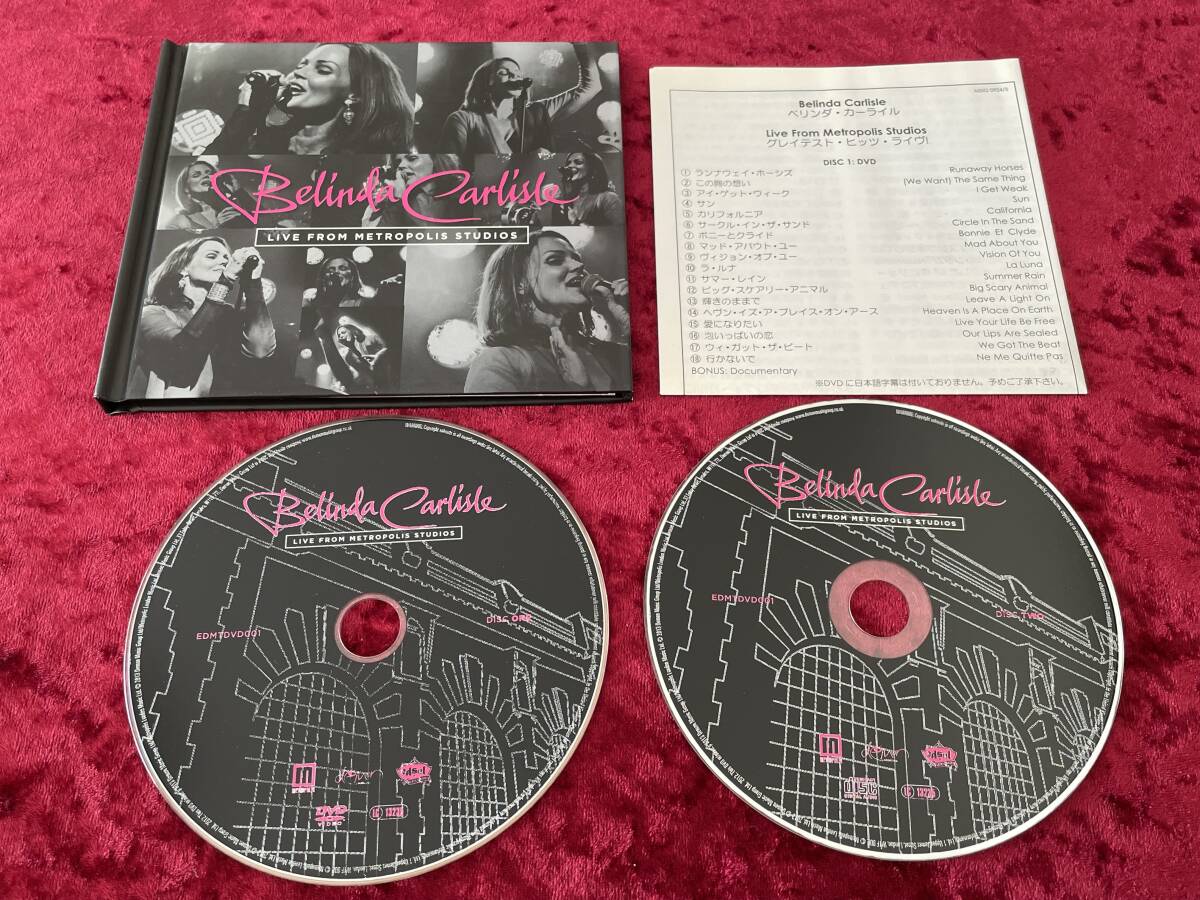 Belinda Carlisle
LIVE FROM METROPOLIS STUDIOS
Belinda Carlisle
ベリンダ・カーライル
Live From Metropolis Studios
グレイテスト・ヒッツ・ライヴ!
DISC 1: DVD
① ランナウェイ・ホーシズ Runaway Horses
② この胸の想い (We Want) The Same Thing
③ アイ・ゲット・ウィーク I Get Weak
④ サン Sun
⑤ カリフォルニア California
⑥ サークル・イン・ザ・サンド Circle In The Sand
⑦ ボニーとクライド Bonnie Et Clyde
⑧ マッド・アバウト・ユー Mad About You
⑨ ヴィジョン・オブ・ユー Vision Of You
⑩ ラ・ルナ La Luna
⑪ サマー・レイン Summer Rain
⑫ ビッグ・スケアリー・アニマル Big Scary Animal
⑬ 輝きのままで Leave A Light On
⑭ ヘヴン・イズ・ア・プレイス・オン・アース Heaven Is A Place On Earth
⑮ 愛になりたい Live Your Life Be Free
⑯ 泡いっぱいの恋 Our Lips Are Sealed
⑰ ウィ・ガット・ザ・ビート We Got The Beat
⑱ 行かないで Ne Me Quitte Pas
BONUS: Documentary
※DVDに日本語字幕は付いておりません。予めご了承下さい。
Belinda Carlisle
LIVE FROM METROPOLIS STUDIOS
EDMTDVD001
DISC ONE
DVD
VIDEO
LC 13235
Belinda Carlisle
LIVE FROM METROPOLIS STUDIOS
EDMTDVD001
DISC TWO
COMPACT
DISC
DIGITAL AUDIO
LC 13235